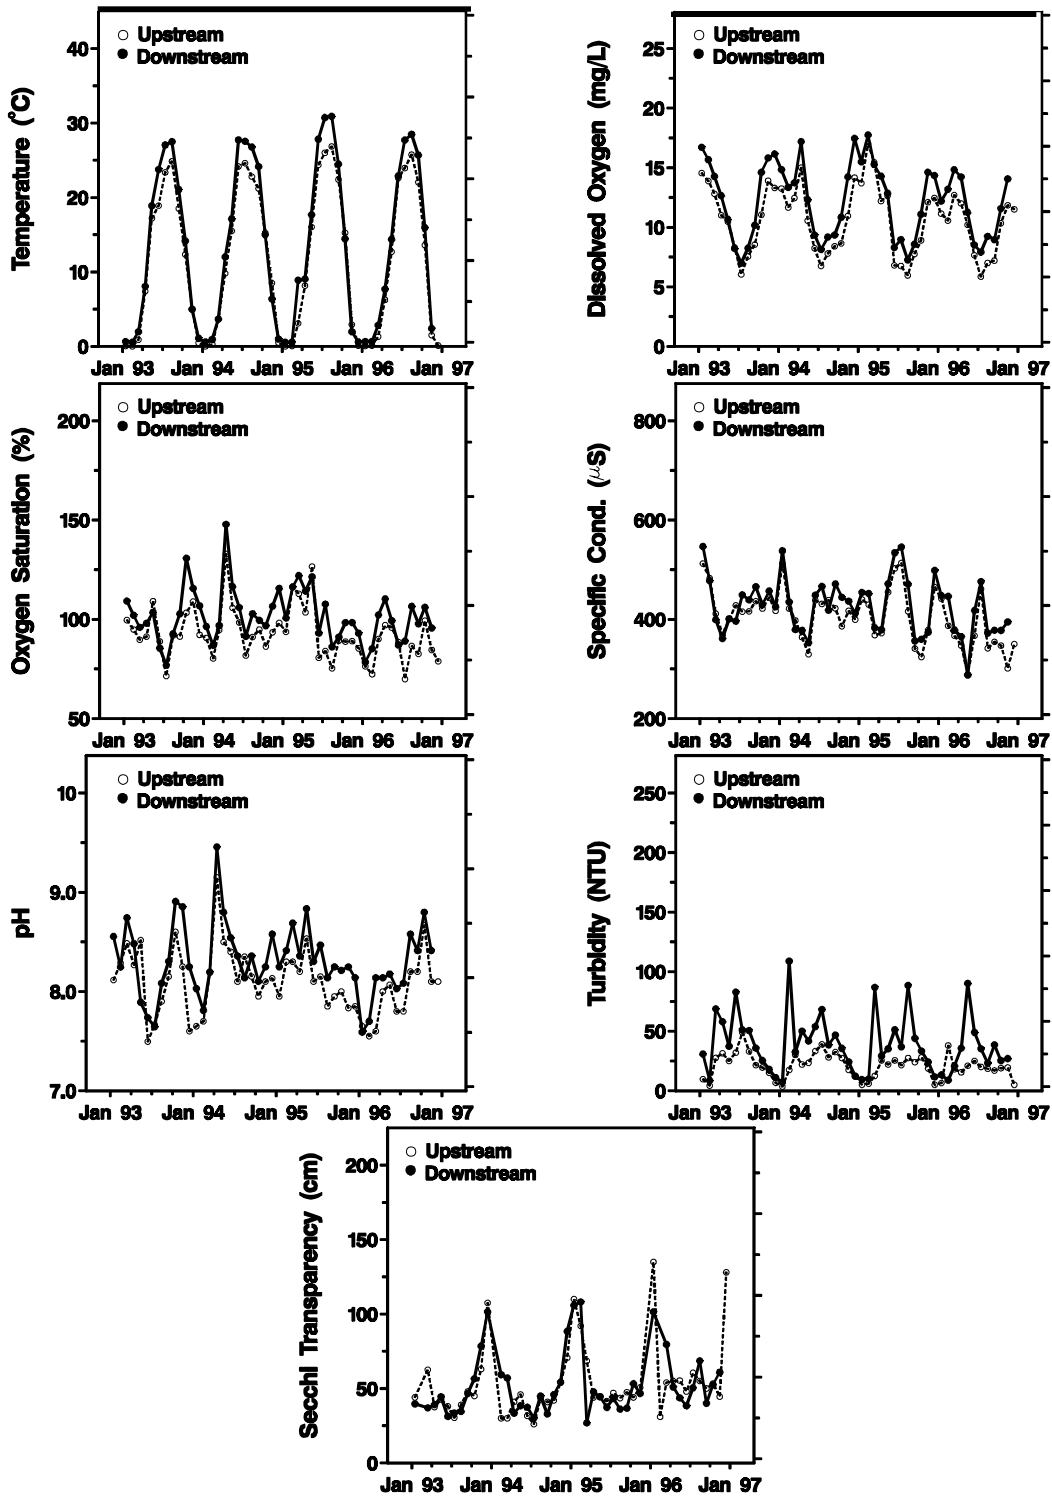 Temperature (°C)
Upstream
Downstream
40
30
20
10
0
Jan 93 Jan 94 Jan 95 Jan 96 Jan 97
Dissolved Oxygen (mg/L)
Upstream
Downstream
25
20
15
10
5
0
Jan 93 Jan 94 Jan 95 Jan 96 Jan 97
Oxygen Saturation (%)
Upstream
Downstream
200
150
100
50
Jan 93 Jan 94 Jan 95 Jan 96 Jan 97
Specific Cond. (μS)
Upstream
Downstream
800
600
400
200
Jan 93 Jan 94 Jan 95 Jan 96 Jan 97
pH
Upstream
Downstream
10
9.0
8.0
7.0
Jan 93 Jan 94 Jan 95 Jan 96 Jan 97
Turbidity (NTU)
Upstream
Downstream
250
200
150
100
50
0
Jan 93 Jan 94 Jan 95 Jan 96 Jan 97
Secchi Transparency (cm)
Upstream
Downstream
200
150
100
50
0
Jan 93 Jan 94 Jan 95 Jan 96 Jan 97